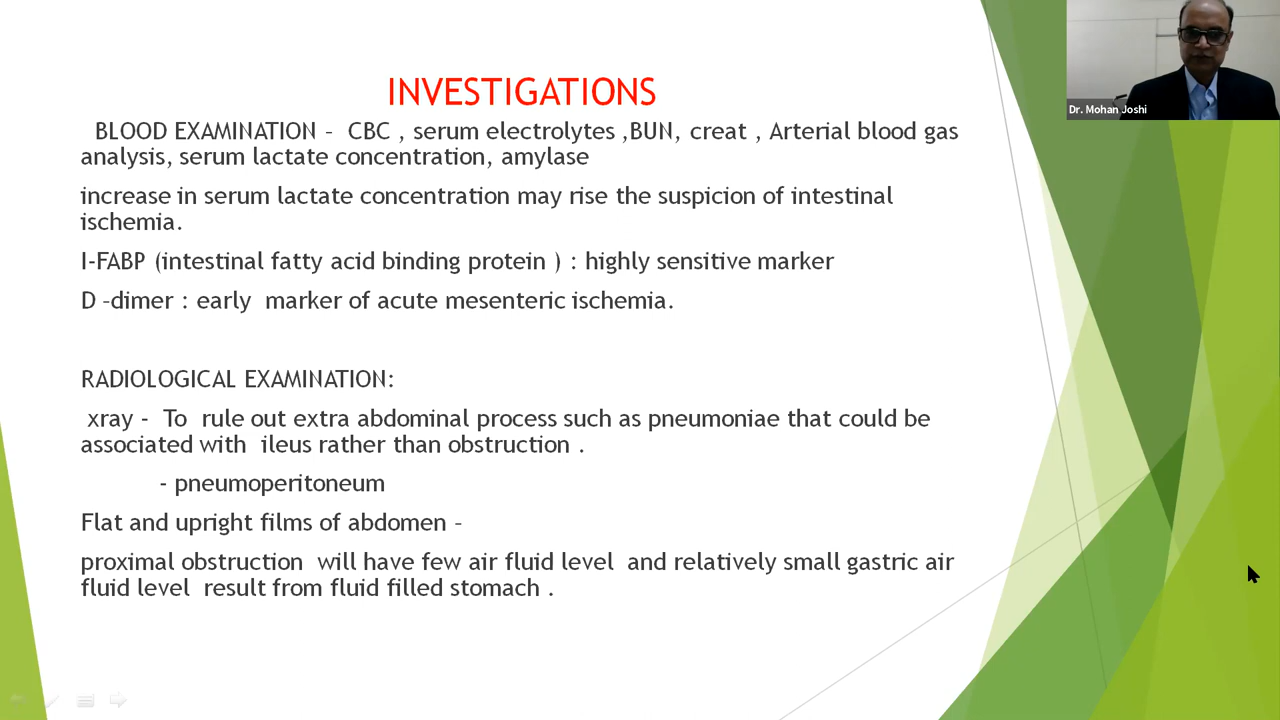 Dr. Mohan Joshi
INVESTIGATIONS
BLOOD EXAMINATION – CBC , serum electrolytes ,BUN, creat , Arterial blood gas
analysis, serum lactate concentration, amylase
increase in serum lactate concentration may rise the suspicion of intestinal
ischemia.
I-FABP (intestinal fatty acid binding protein ) : highly sensitive marker
D –dimer : early marker of acute mesenteric ischemia.
RADIOLOGICAL EXAMINATION:
xray - To rule out extra abdominal process such as pneumoniae that could be
associated with ileus rather than obstruction .
- pneumoperitoneum
Flat and upright films of abdomen –
proximal obstruction will have few air fluid level and relatively small gastric air
fluid level result from fluid filled stomach .